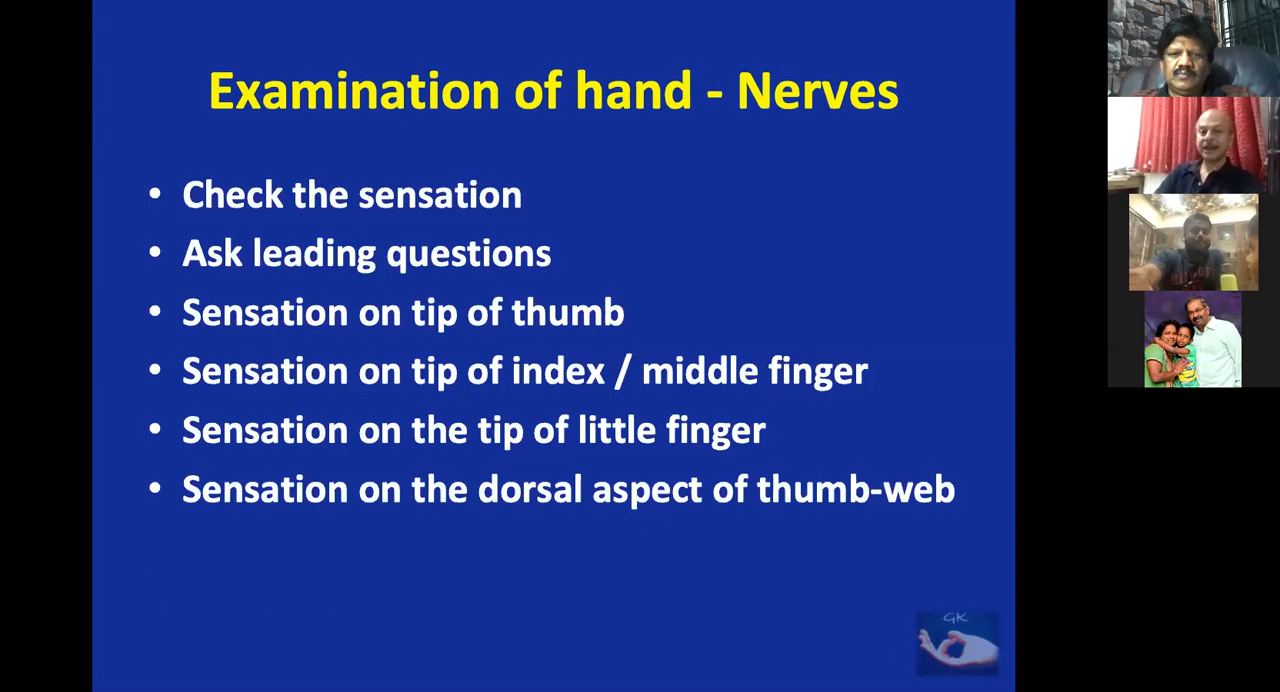 Examination of hand - Nerves
• Check the sensation
• Ask leading questions
• Sensation on tip of thumb
• Sensation on tip of index / middle finger
• Sensation on the tip of little finger
• Sensation on the dorsal aspect of thumb-web
GK